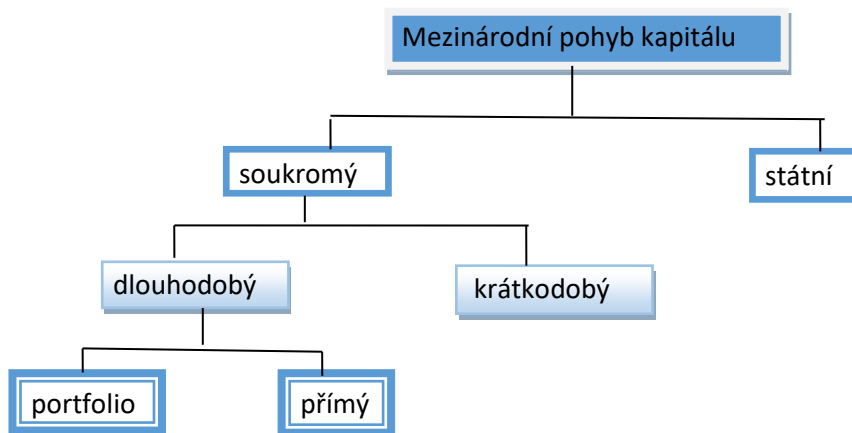 Mezinárodní pohyb kapitálu
soukromý
státní
dlouhodobý
krátkodobý
portfolio
přímý